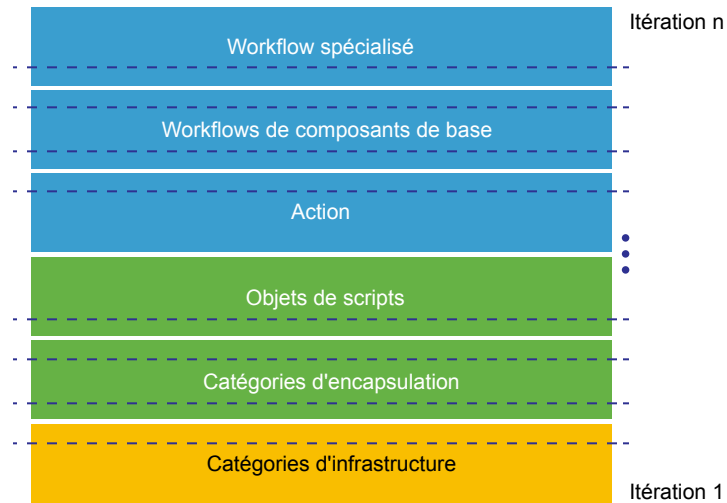 Itération n
Workflow spécialisé
Workflows de composants de base
Action
Objets de scripts
Catégories d'encapsulation
Catégories d'infrastructure
Itération 1